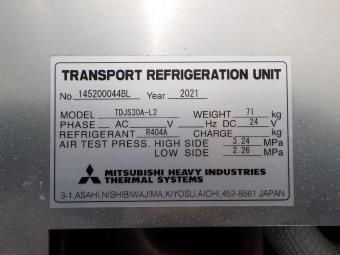 TRANSPORT REFRIGERATION UNIT
No 145200044BL Year 2021
MODEL TDJS30A-L2 WEIGHT 71 kg
PHASE AC V Hz DC 24 V
REFRIGERANT R404A CHARGE kg
AIR TEST PRESS. HIGH SIDE 3.24 MPa
LOW SIDE 2.26 MPa
MITSUBISHI HEAVY INDUSTRIES
THERMAL SYSTEMS
3-1,ASAHI,NISHIBIWAJIMA,KIYOSU,AICHI,452-8561 JAPAN